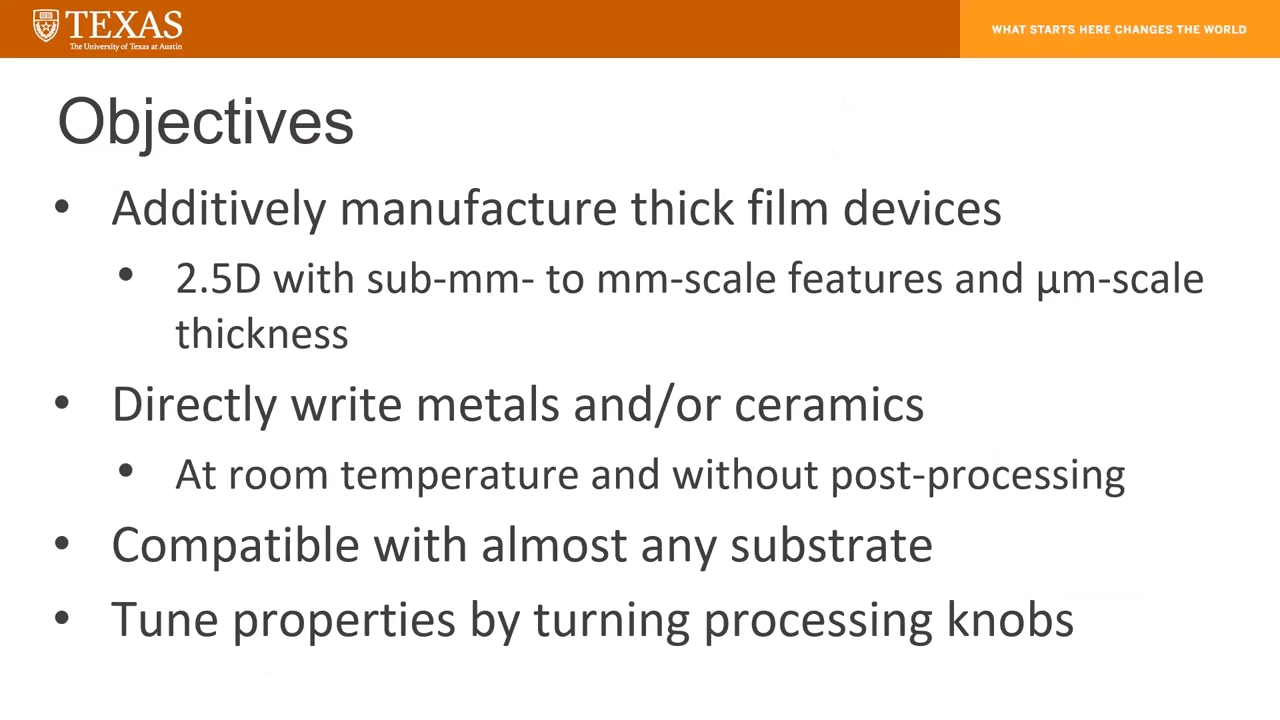 TEXAS
The University of Texas at Austin
WHAT STARTS HERE CHANGES THE WORLD
Objectives
• Additively manufacture thick film devices
• 2.5D with sub-mm- to mm-scale features and µm-scale
thickness
• Directly write metals and/or ceramics
• At room temperature and without post-processing
• Compatible with almost any substrate
• Tune properties by turning processing knobs